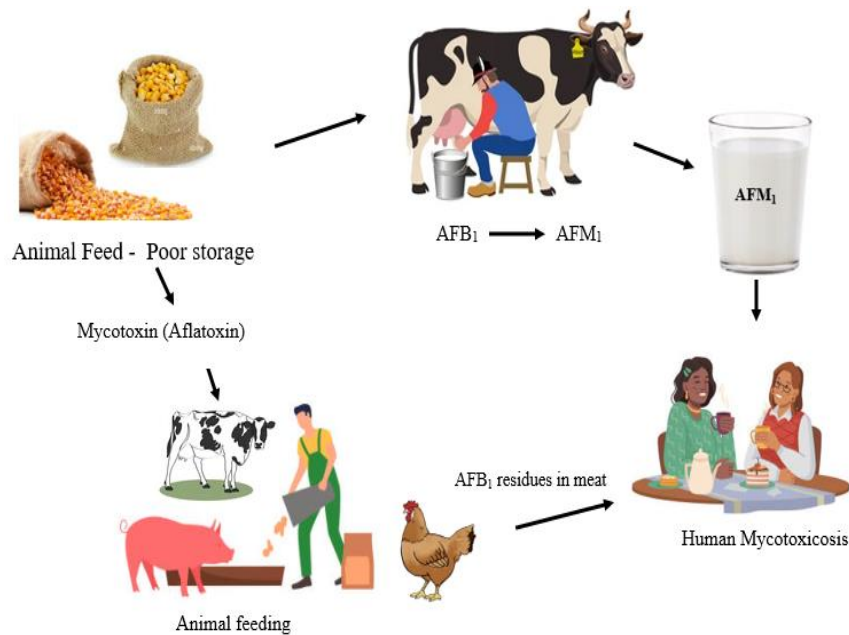 AFM₁
AFB₁ → AFM₁
Animal Feed - Poor storage
Mycotoxin (Aflatoxin)
AFB₁ residues in meat
Human Mycotoxicosis
Animal feeding